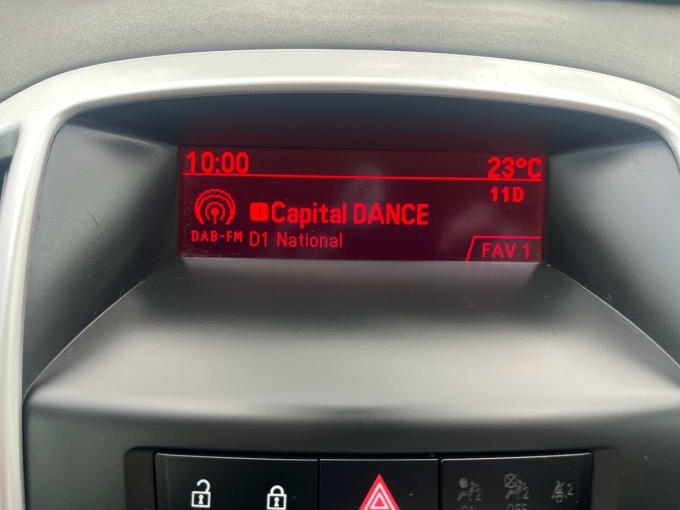 10:00 23°C
11D
Capital DANCE
DAB-FM D1 National
FAV 1